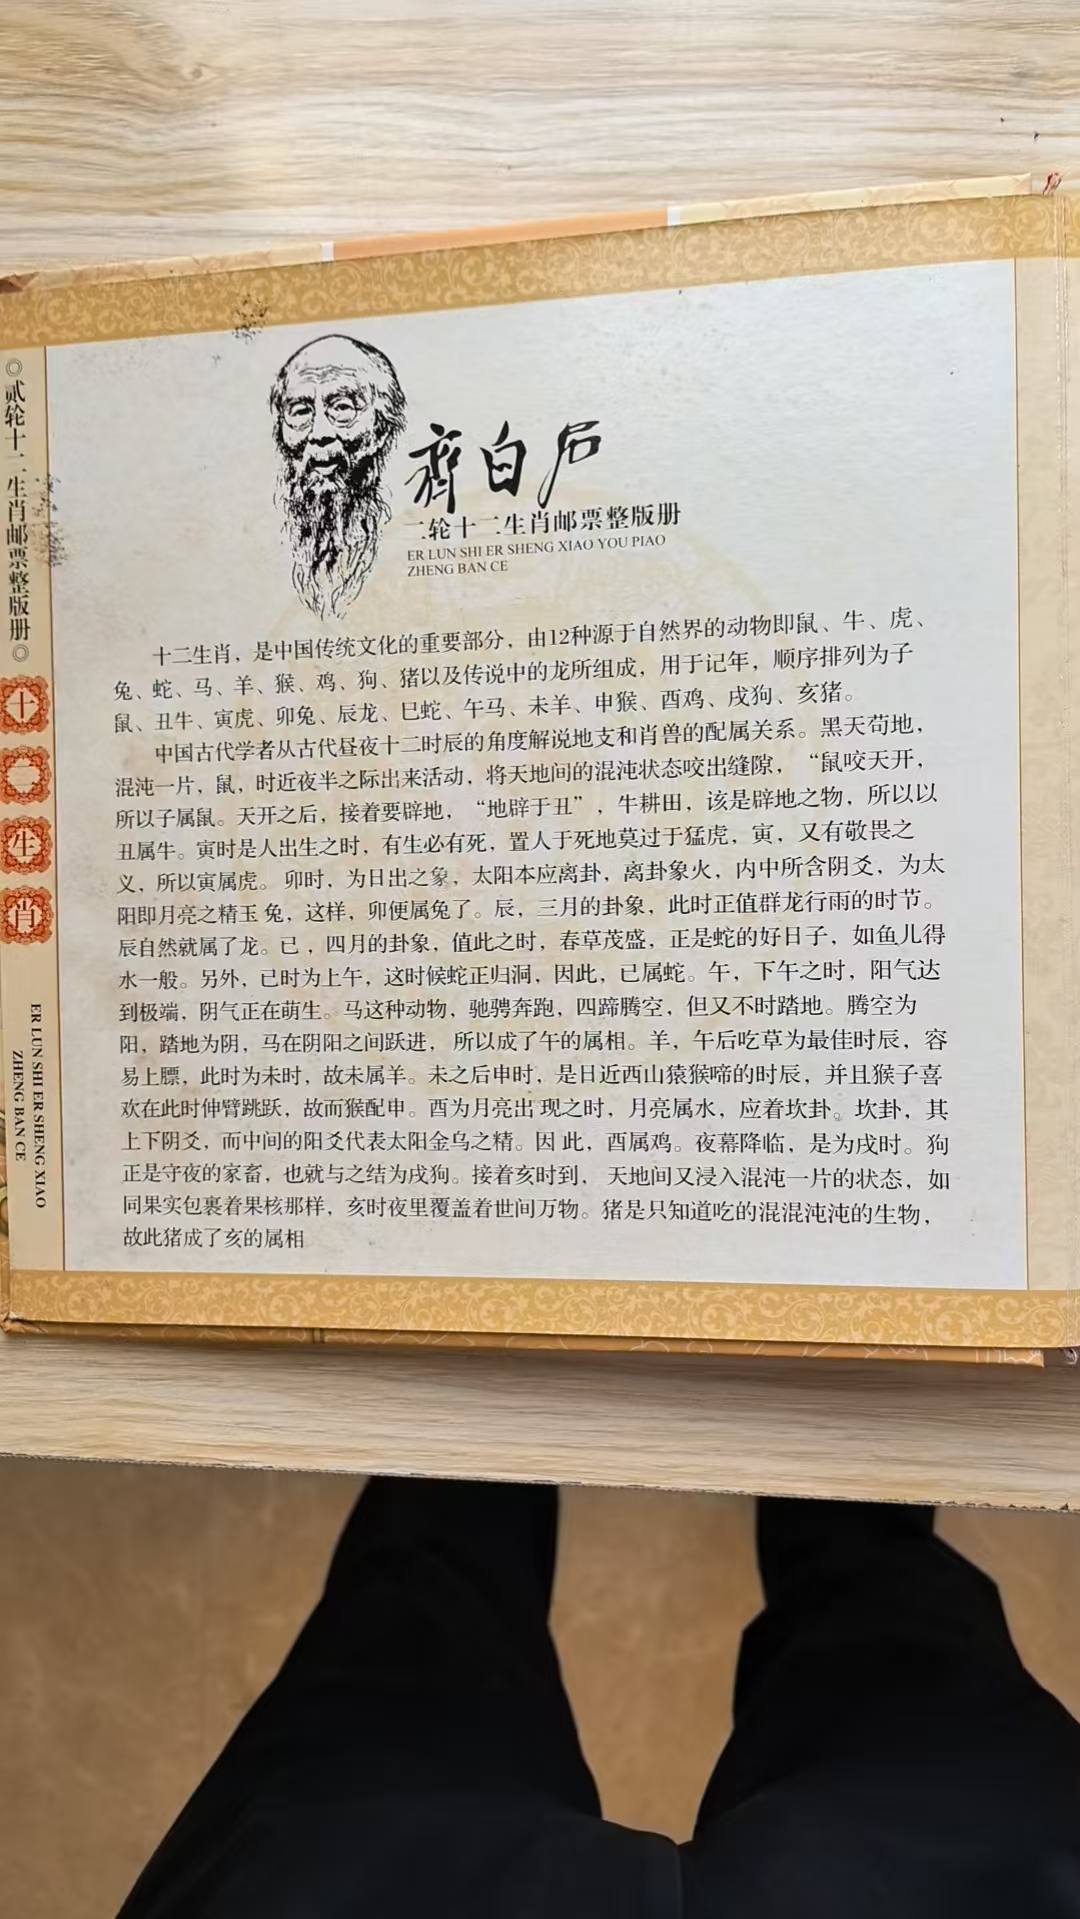 ◎贰轮十二生肖邮票整版册◎
十
二
生
肖
ER LUN SHI ER SHENG XIAO
ZHENG BAN CE
齊白石
二轮十二生肖邮票整版册
ER LUN SHI ER SHENG XIAO YOU PIAO
ZHENG BAN CE
十二生肖，是中国传统文化的重要部分，由12种源于自然界的动物即鼠、牛、虎、
兔、蛇、马、羊、猴、鸡、狗、猪以及传说中的龙所组成，用于记年，顺序排列为子
鼠、丑牛、寅虎、卯兔、辰龙、巳蛇、午马、未羊、申猴、酉鸡、戌狗、亥猪。
中国古代学者从古代昼夜十二时辰的角度解说地支和肖兽的配属关系。黑天苟地，
混沌一片，鼠，时近夜半之际出来活动，将天地间的混沌状态咬出缝隙，“鼠咬天开，
所以子属鼠。天开之后，接着要辟地，“地辟于丑”，牛耕田，该是辟地之物，所以以
丑属牛。寅时是人出生之时，有生必有死，置人于死地莫过于猛虎，寅，又有敬畏之
义，所以寅属虎。卯时，为日出之象，太阳本应离卦，离卦象火，内中所含阴爻，为太
阳即月亮之精玉 兔，这样，卯便属兔了。辰，三月的卦象，此时正值群龙行雨的时节。
辰自然就属了龙。已 ，四月的卦象，值此之时，春草茂盛，正是蛇的好日子，如鱼儿得
水一般。另外，已时为上午，这时候蛇正归洞，因此，已属蛇。午，下午之时，阳气达
到极端，阴气正在萌生。马这种动物，驰骋奔跑，四蹄腾空，但又不时踏地。腾空为
阳，踏地为阴，马在阴阳之间跃进， 所以成了午的属相。羊，午后吃草为最佳时辰，容
易上膘，此时为未时，故未属羊。未之后申时，是日近西山猿猴啼的时辰，并且猴子喜
欢在此时伸臂跳跃，故而猴配申。酉为月亮出 现之时，月亮属水，应着坎卦。坎卦，其
上下阴爻，而中间的阳爻代表太阳金乌之精。因 此，酉属鸡。夜幕降临，是为戌时。狗
正是守夜的家畜，也就与之结为戌狗。接着亥时到， 天地间又浸入混沌一片的状态，如
同果实包裹着果核那样，亥时夜里覆盖着世间万物。猪是只知道吃的混混沌沌的生物，
故此猪成了亥的属相